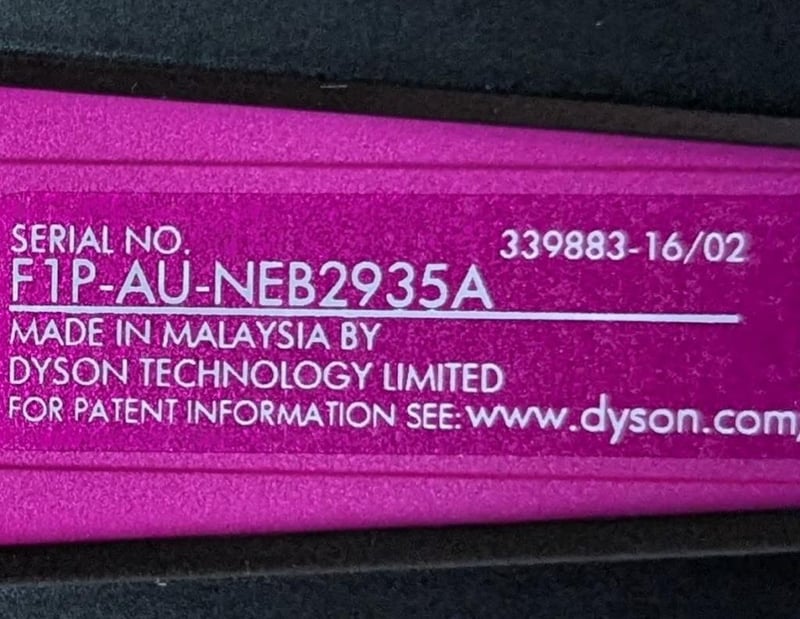 SERIAL NO.
339883-16/02
F1P-AU-NEB2935A
MADE IN MALAYSIA BY
DYSON TECHNOLOGY LIMITED
FOR PATENT INFORMATION SEE: www.dyson.com/